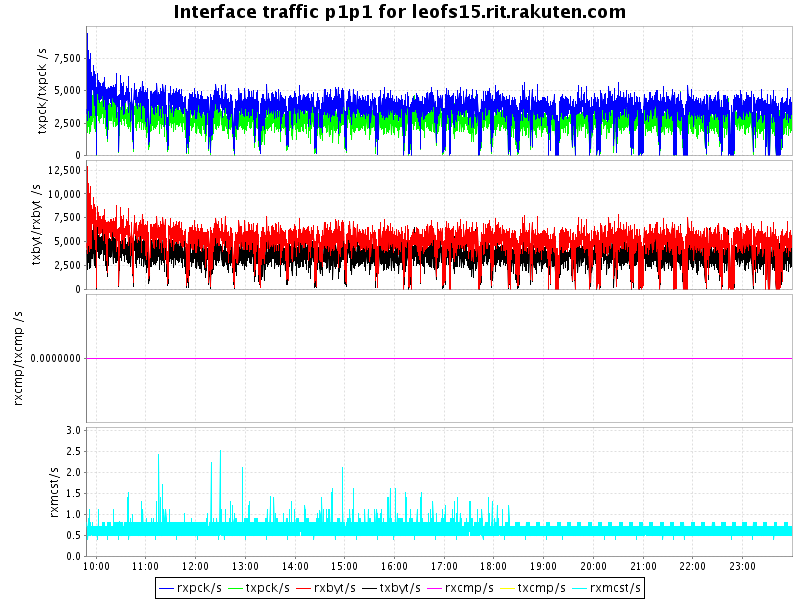 Interface traffic p1p1 for leofs15.rit.rakuten.com
txpck/txpck /s
7,500
5,000
2,500
0
txbyt/rxbyt /s
12,500
10,000
7,500
5,000
2,500
0
rxcmp/txcmp /s
0.0000000
rxmcst/s
3.0
2.5
2.0
1.5
1.0
0.5
0.0
10:00 11:00 12:00 13:00 14:00 15:00 16:00 17:00 18:00 19:00 20:00 21:00 22:00 23:00
rxpck/s txpck/s rxbyt/s txbyt/s rxcmp/s txcmp/s rxmcst/s